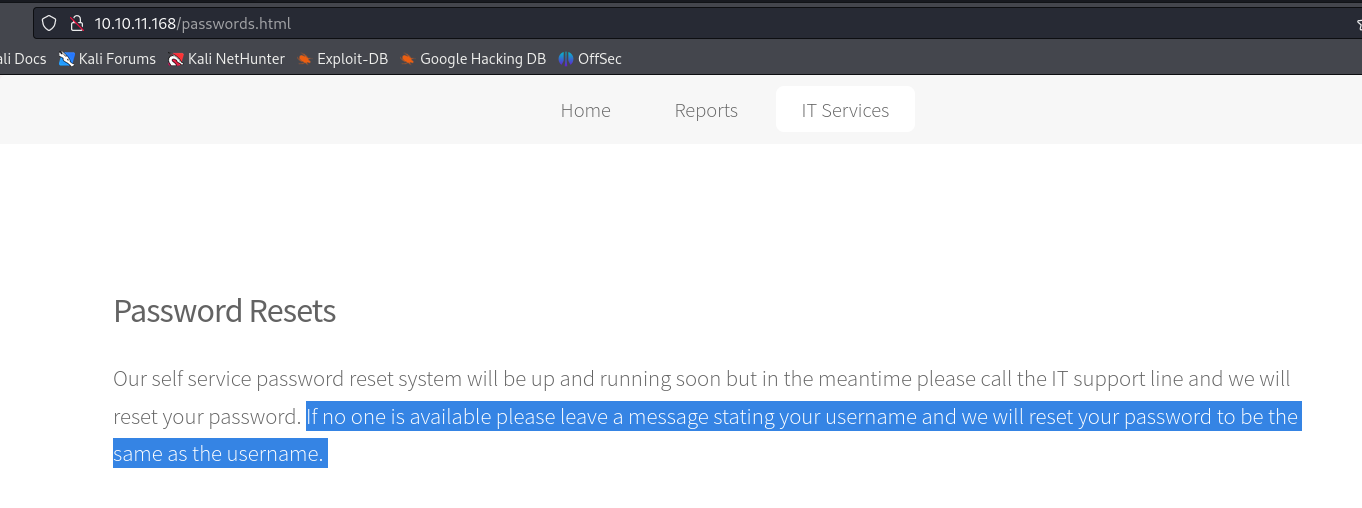 10.10.11.168/passwords.html
ali Docs Kali Forums Kali NetHunter Exploit-DB Google Hacking DB OffSec
Home Reports IT Services
Password Resets
Our self service password reset system will be up and running soon but in the meantime please call the IT support line and we will
reset your password. If no one is available please leave a message stating your username and we will reset your password to be the
same as the username.